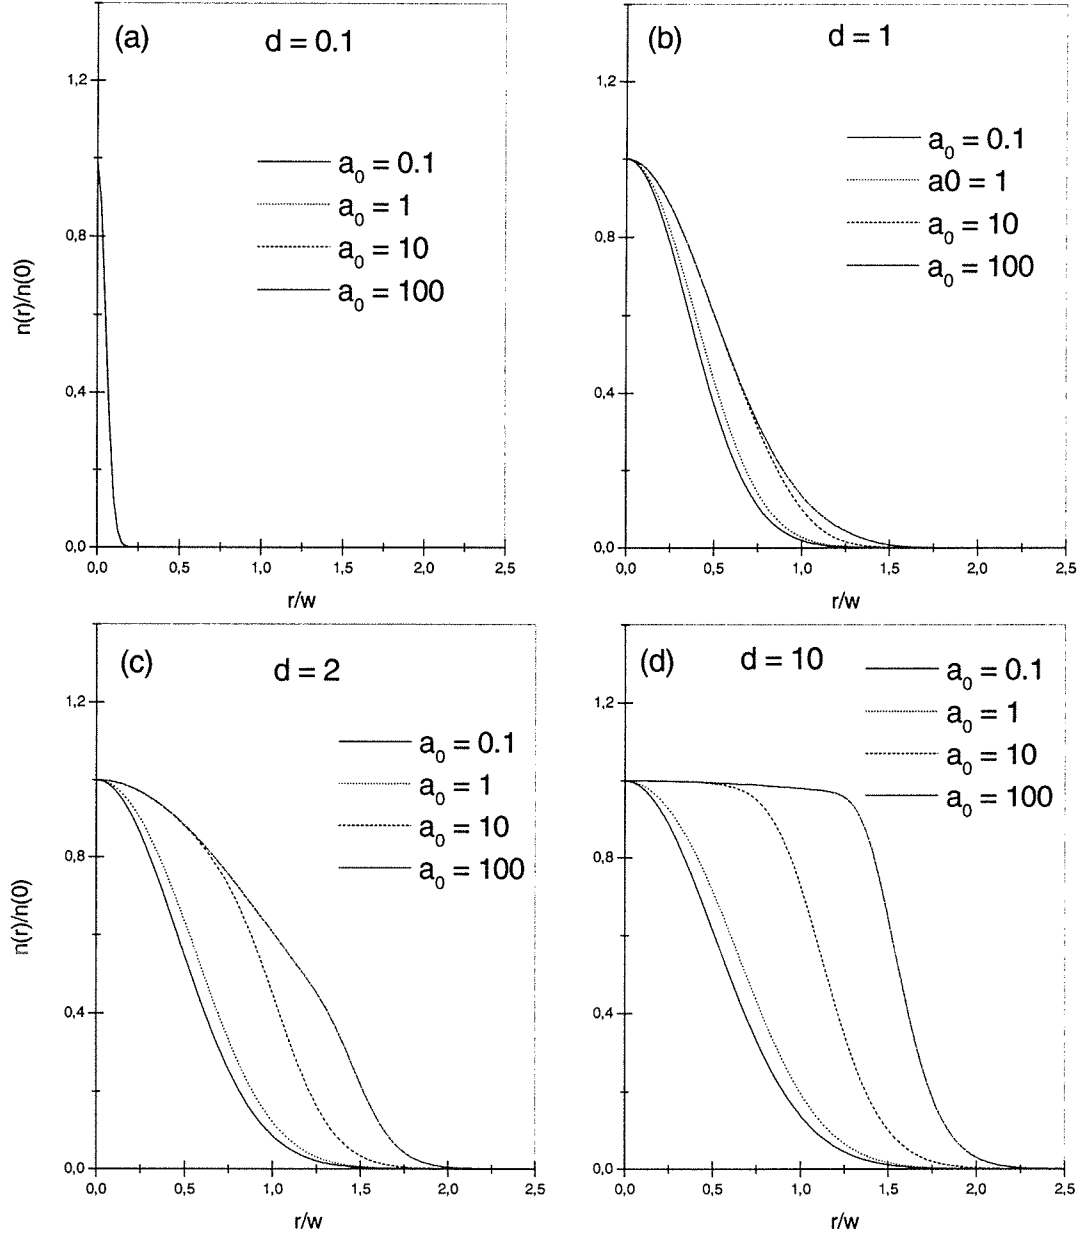 (a)
d = 0.1
a0 = 0.1
a0 = 1
a0 = 10
a0 = 100
n(r)/n(0)
1,2
0,8
0,4
0,0
0,0 0,5 1,0 1,5 2,0 2,5
r/w
(b)
d = 1
a0 = 0.1
a0 = 1
a0 = 10
a0 = 100
1,2
0,8
0,4
0,0
0,0 0,5 1,0 1,5 2,0 2,5
r/w
(c)
d = 2
a0 = 0.1
a0 = 1
a0 = 10
a0 = 100
n(r)/n(0)
1,2
0,8
0,4
0,0
0,0 0,5 1,0 1,5 2,0 2,5
r/w
(d)
d = 10
a0 = 0.1
a0 = 1
a0 = 10
a0 = 100
1,2
0,8
0,4
0,0
0,0 0,5 1,0 1,5 2,0 2,5
r/w